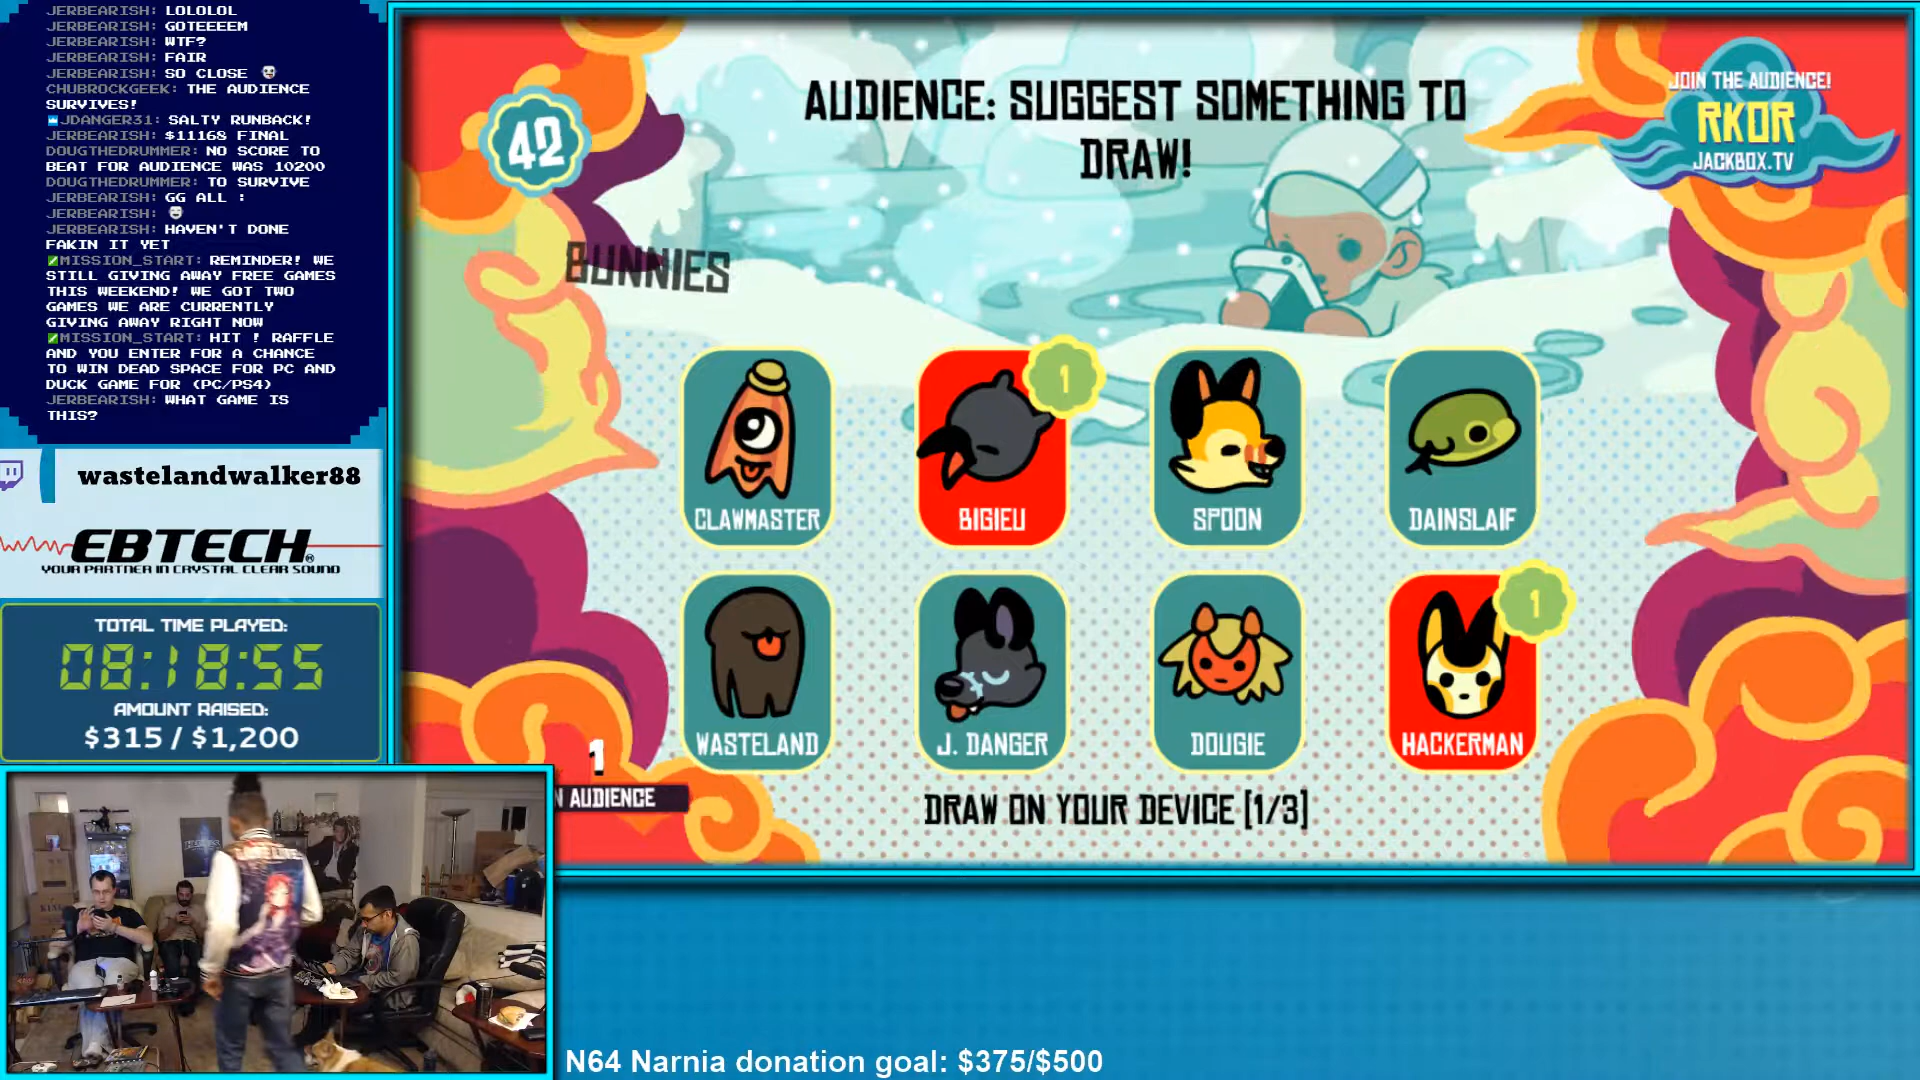 JERBEARISH: LOLOLOL
JERBEARISH: GOTEEEEM
JERBEARISH: WTF?
JERBEARISH: FAIR
JERBEARISH: SO CLOSE
CHUBROCKGEEK: THE AUDIENCE
SURVIVES!
JDANGER31: SALTY RUNBACK!
JERBEARISH: $11168 FINAL
DOUGTHEDRUMMER: NO SCORE TO
BEAT FOR AUDIENCE WAS 10200
DOUGTHEDRUMMER: TO SURVIVE
JERBEARISH: GG ALL :
JERBEARISH:
JERBEARISH: HAVEN'T DONE
FAKIN IT YET
MISSION_START: REMINDER! WE
STILL GIVING AWAY FREE GAMES
THIS WEEKEND! WE GOT TWO
GAMES WE ARE CURRENTLY
GIVING AWAY RIGHT NOW
MISSION_START: HIT ! RAFFLE
AND YOU ENTER FOR A CHANCE
TO WIN DEAD SPACE FOR PC AND
DUCK GAME FOR (PC/PS4)
JERBEARISH: WHAT GAME IS
THIS?
wastelandwalker88
EBTECH®
YOUR PARTNER IN CRYSTAL CLEAR SOUND
TOTAL TIME PLAYED:
08:18:55
AMOUNT RAISED:
$315 / $1,200
42
AUDIENCE: SUGGEST SOMETHING TO
DRAW!
JOIN THE AUDIENCE!
RKOR
JACKBOX.TV
BUNNIES
1
CLAWMASTER
BIGIEU
SPOON
DAINSLAIF
1
WASTELAND
J. DANGER
DOUGIE
HACKERMAN
1
N AUDIENCE
DRAW ON YOUR DEVICE [1/3]
N64 Narnia donation goal: $375/$500